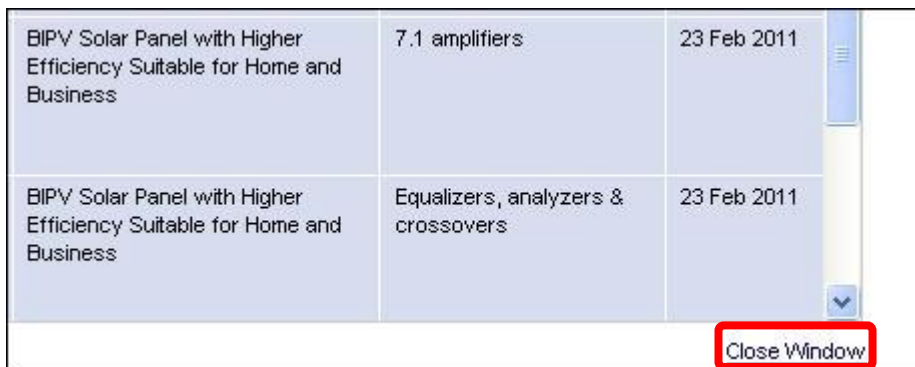 BIPV Solar Panel with Higher
Efficiency Suitable for Home and
Business
7.1 amplifiers
23 Feb 2011
BIPV Solar Panel with Higher
Efficiency Suitable for Home and
Business
Equalizers, analyzers &
crossovers
23 Feb 2011
Close Window